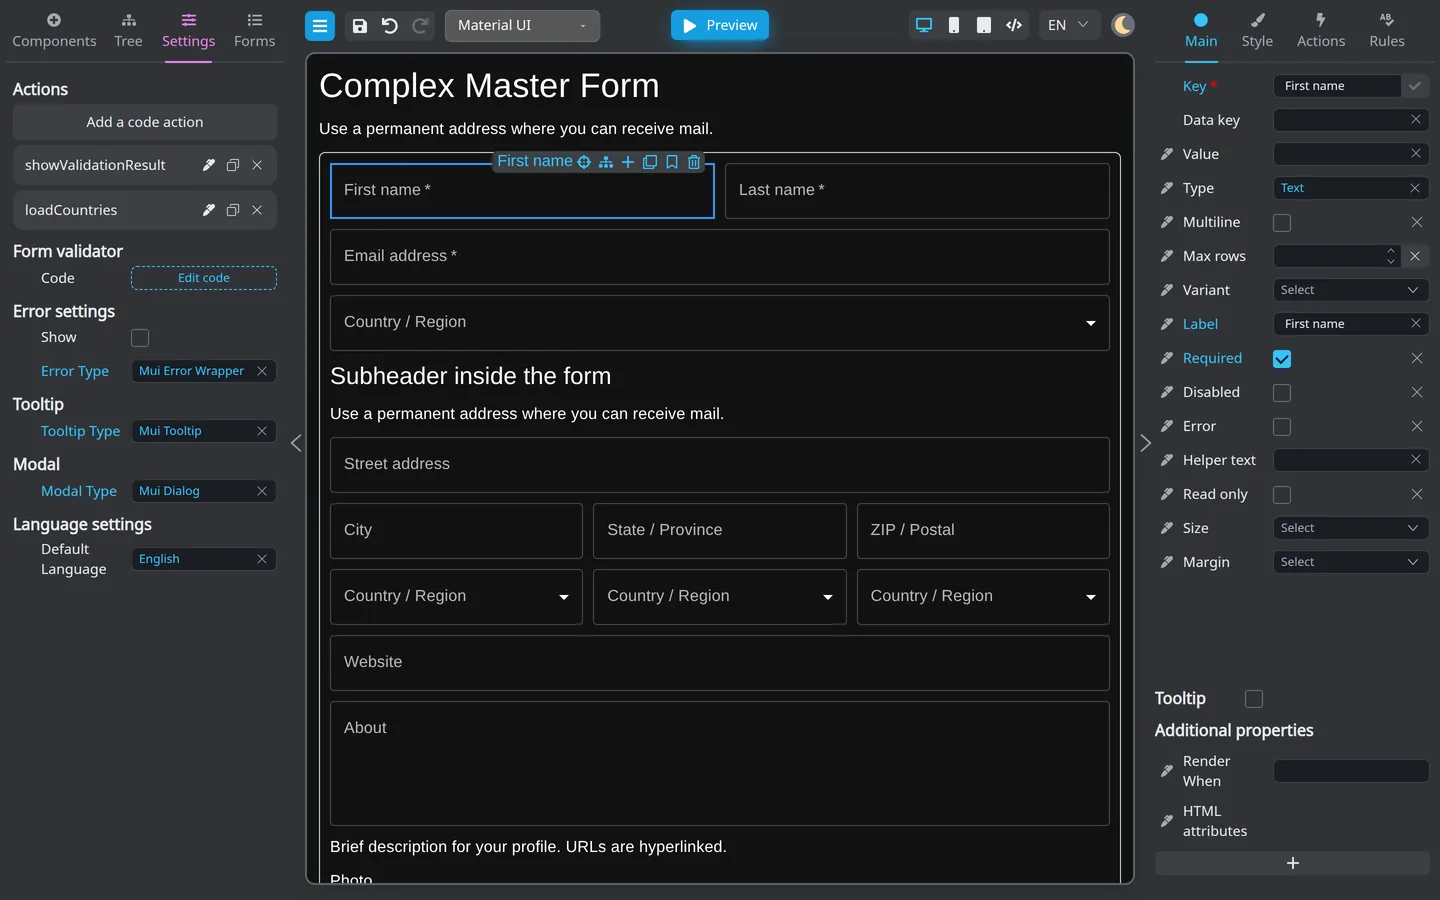 Components
Tree
Settings
Forms
Material UI
Preview
EN
Main
Style
AB
Actions
Rules
Actions
Add a code action
showValidationResult
loadCountries
Form validator
Code
Edit code
Error settings
Show
Error Type
Mui Error Wrapper
Tooltip
Tooltip Type
Mui Tooltip
Modal
Modal Type
Mui Dialog
Language settings
Default
Language
English
Complex Master Form
Use a permanent address where you can receive mail.
First name
First name *
Last name *
Email address *
Country / Region
Subheader inside the form
Use a permanent address where you can receive mail.
Street address
City
State / Province
ZIP / Postal
Country / Region
Country / Region
Country / Region
Website
About
Brief description for your profile. URLs are hyperlinked.
Photo
Key *
First name
Data key
Value
Type
Text
Multiline
Max rows
Variant
Select
Label
First name
Required
Disabled
Error
Helper text
Read only
Size
Select
Margin
Select
Tooltip
Additional properties
Render
When
HTML
attributes